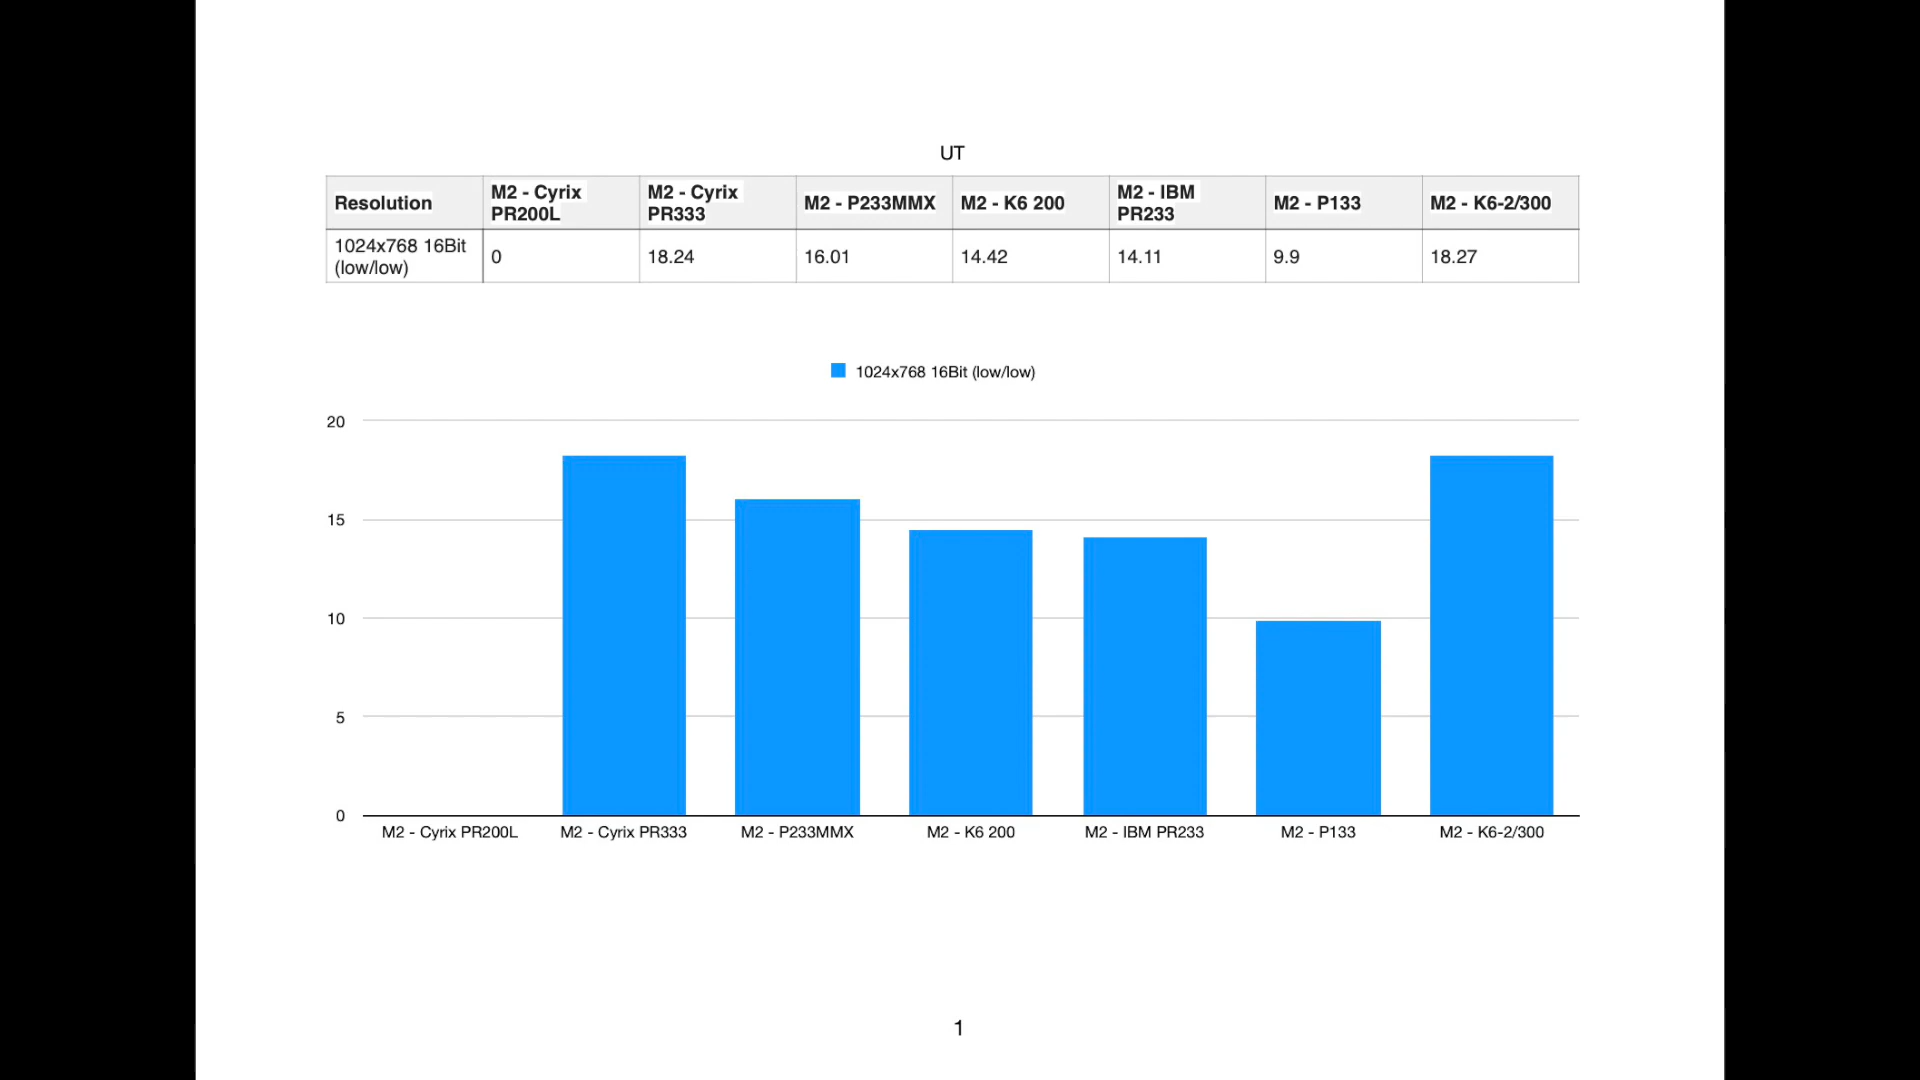 UT
Resolution
M2 - Cyrix
PR200L
M2 - Cyrix
PR333
M2 - P233MMX
M2 - K6 200
M2 - IBM
PR233
M2 - P133
M2 - K6-2/300
1024x768 16Bit
(low/low)
0
18.24
16.01
14.42
14.11
9.9
18.27
1024x768 16Bit (low/low)
20
15
10
5
0
M2 - Cyrix PR200L
M2 - Cyrix PR333
M2 - P233MMX
M2 - K6 200
M2 - IBM PR233
M2 - P133
M2 - K6-2/300
1